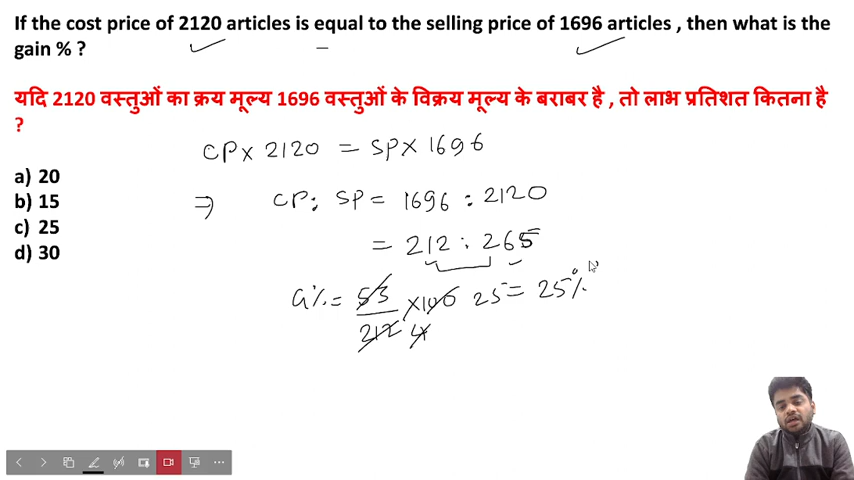 If the cost price of 2120 articles is equal to the selling price of 1696 articles , then what is the
gain % ?
यदि 2120 वस्तुओं का क्रय मूल्य 1696 वस्तुओं के विक्रय मूल्य के बराबर है , तो लाभ प्रतिशत कितना है
?
CP x 2120 = SP x 1696
a) 20
⇒ CP : SP = 1696 : 2120
b) 15
c) 25
= 212 : 265
d) 30
G% = 53/212 x 100 25 = 25%
4